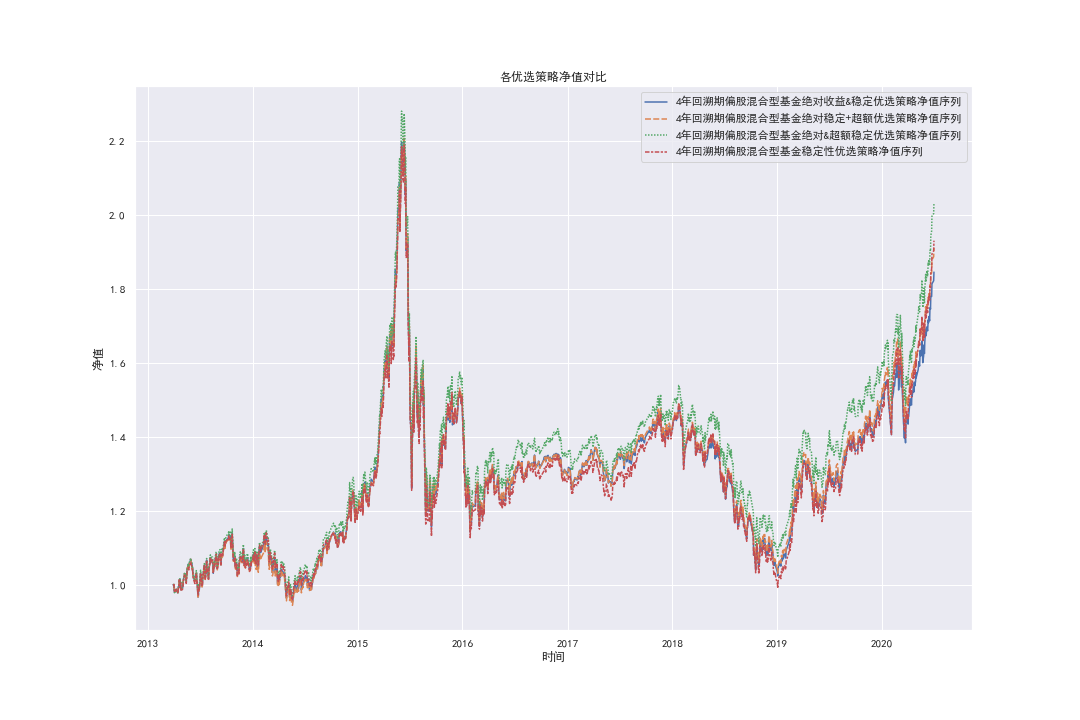 各优选策略净值对比
4年回溯期偏股混合型基金绝对收益&稳定优选策略净值序列
4年回溯期偏股混合型基金绝对稳定+超额优选策略净值序列
4年回溯期偏股混合型基金绝对&超额稳定优选策略净值序列
4年回溯期偏股混合型基金稳定性优选策略净值序列
净值
2.2
2.0
1.8
1.6
1.4
1.2
1.0
2013 2014 2015 2016 2017 2018 2019 2020
时间